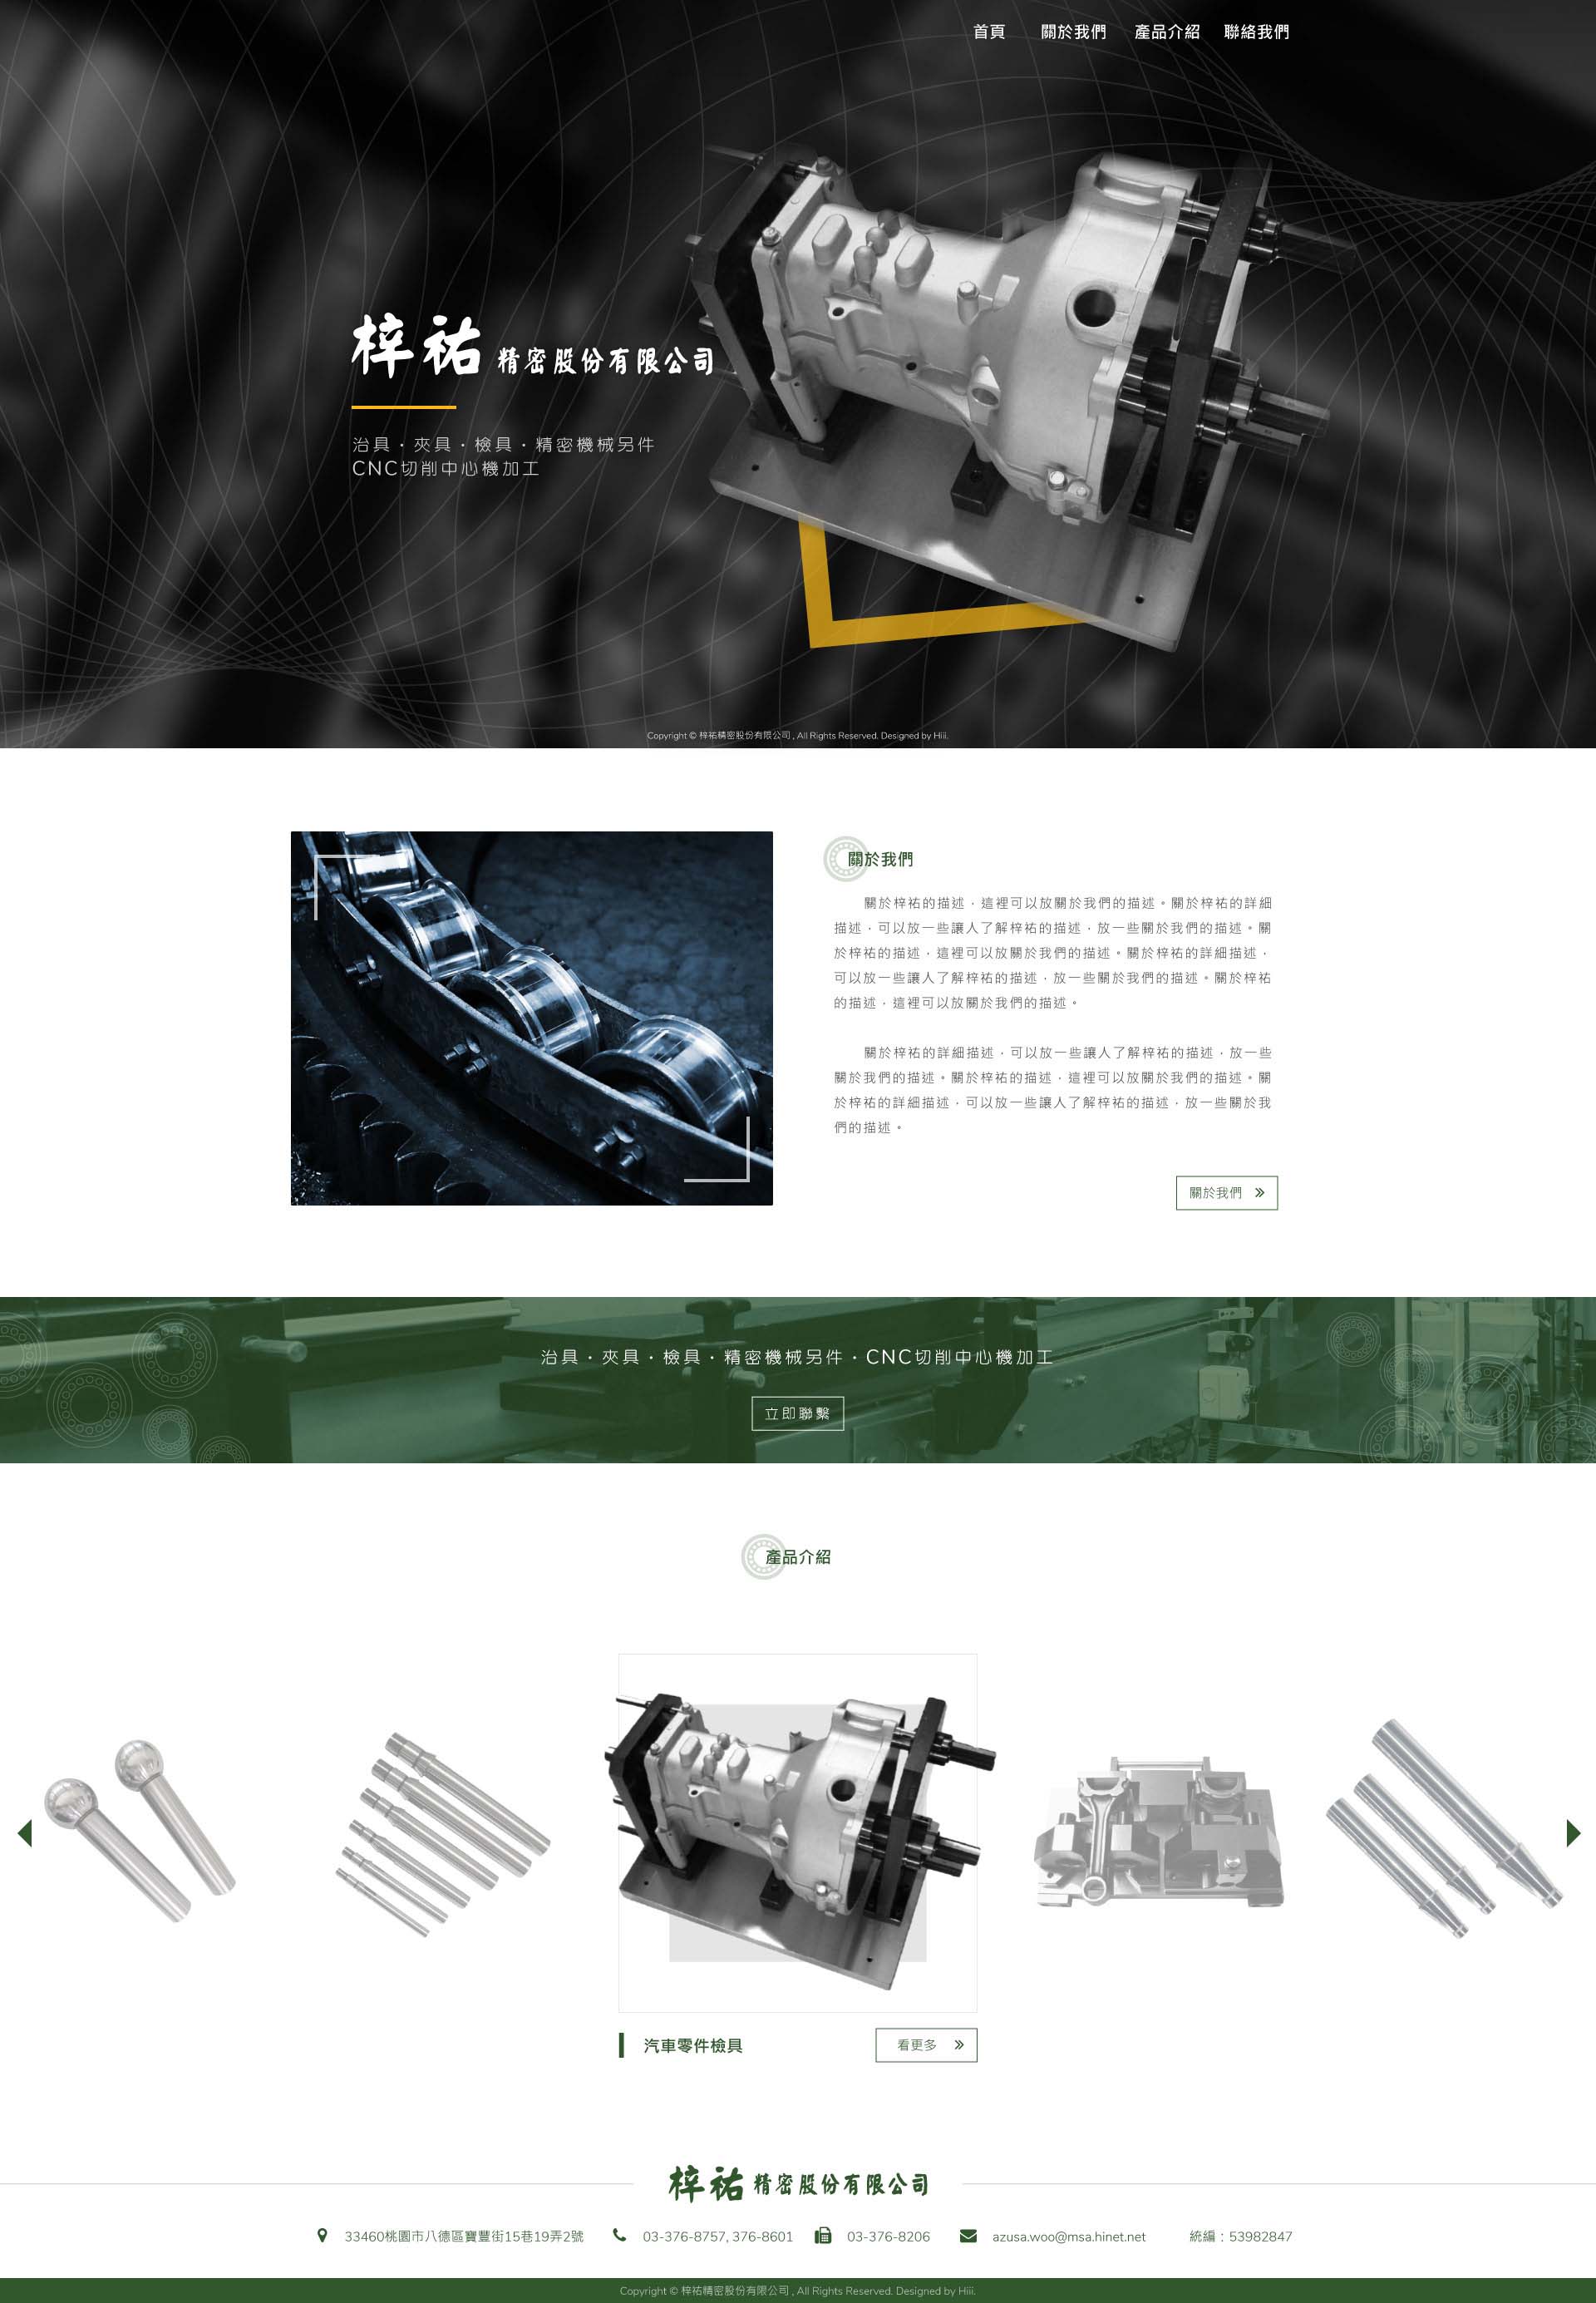 首頁 關於我們 產品介紹 聯絡我們
梓祐 精密股份有限公司
治具・夾具・檢具・精密機械另件
CNC切削中心機加工
Copyright © 梓祐精密股份有限公司 , All Rights Reserved. Designed by Hiii.
關於我們
關於梓祐的描述，這裡可以放關於我們的描述。關於梓祐的詳細
描述，可以放一些讓人了解梓祐的描述，放一些關於我們的描述。關
於梓祐的描述，這裡可以放關於我們的描述。關於梓祐的詳細描述，
可以放一些讓人了解梓祐的描述，放一些關於我們的描述。關於梓祐
的描述，這裡可以放關於我們的描述。
關於梓祐的詳細描述，可以放一些讓人了解梓祐的描述，放一些
關於我們的描述。關於梓祐的描述，這裡可以放關於我們的描述。關
於梓祐的詳細描述，可以放一些讓人了解梓祐的描述，放一些關於我
們的描述。
關於我們 »
治具・夾具・檢具・精密機械另件・CNC切削中心機加工
立即聯繫
產品介紹
汽車零件檢具
看更多 »
梓祐 精密股份有限公司
33460桃園市八德區寶豐街15巷19弄2號 03-376-8757, 376-8601 03-376-8206 azusa.woo@msa.hinet.net 統編：53982847
Copyright © 梓祐精密股份有限公司 , All Rights Reserved. Designed by Hiii.